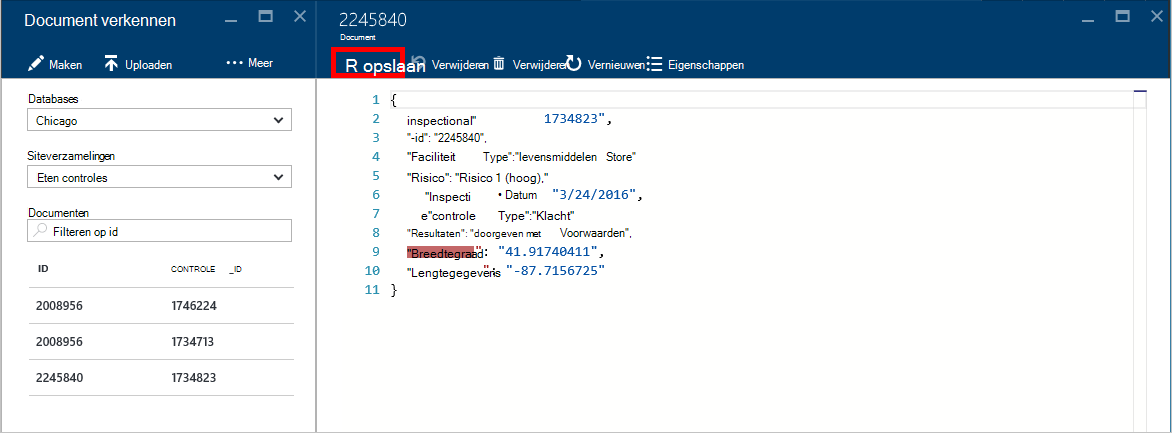 Document verkennen
Maken Uploaden ··· Meer
Databases
Chicago
Siteverzamelingen
Eten controles
Documenten
Filteren op id
ID CONTROLE _ID
2008956 1746224
2008956 1734713
2245840 1734823
2245840
Document
R opslaan Verwijderen Verwijderen Vernieuwen Eigenschappen
1 {
2 inspectional" 1734823",
3 "-id": "2245840",
4 "Faciliteit Type":"levensmiddelen Store"
5 "Risico": "Risico 1 (hoog),"
6 "Inspecti • Datum "3/24/2016",
7 e"controle Type":"Klacht"
8 "Resultaten": "doorgeven met Voorwaarden",
9 "Breedtegraad": "41.91740411",
10 "Lengtegegevens": "-87.7156725"
11 }